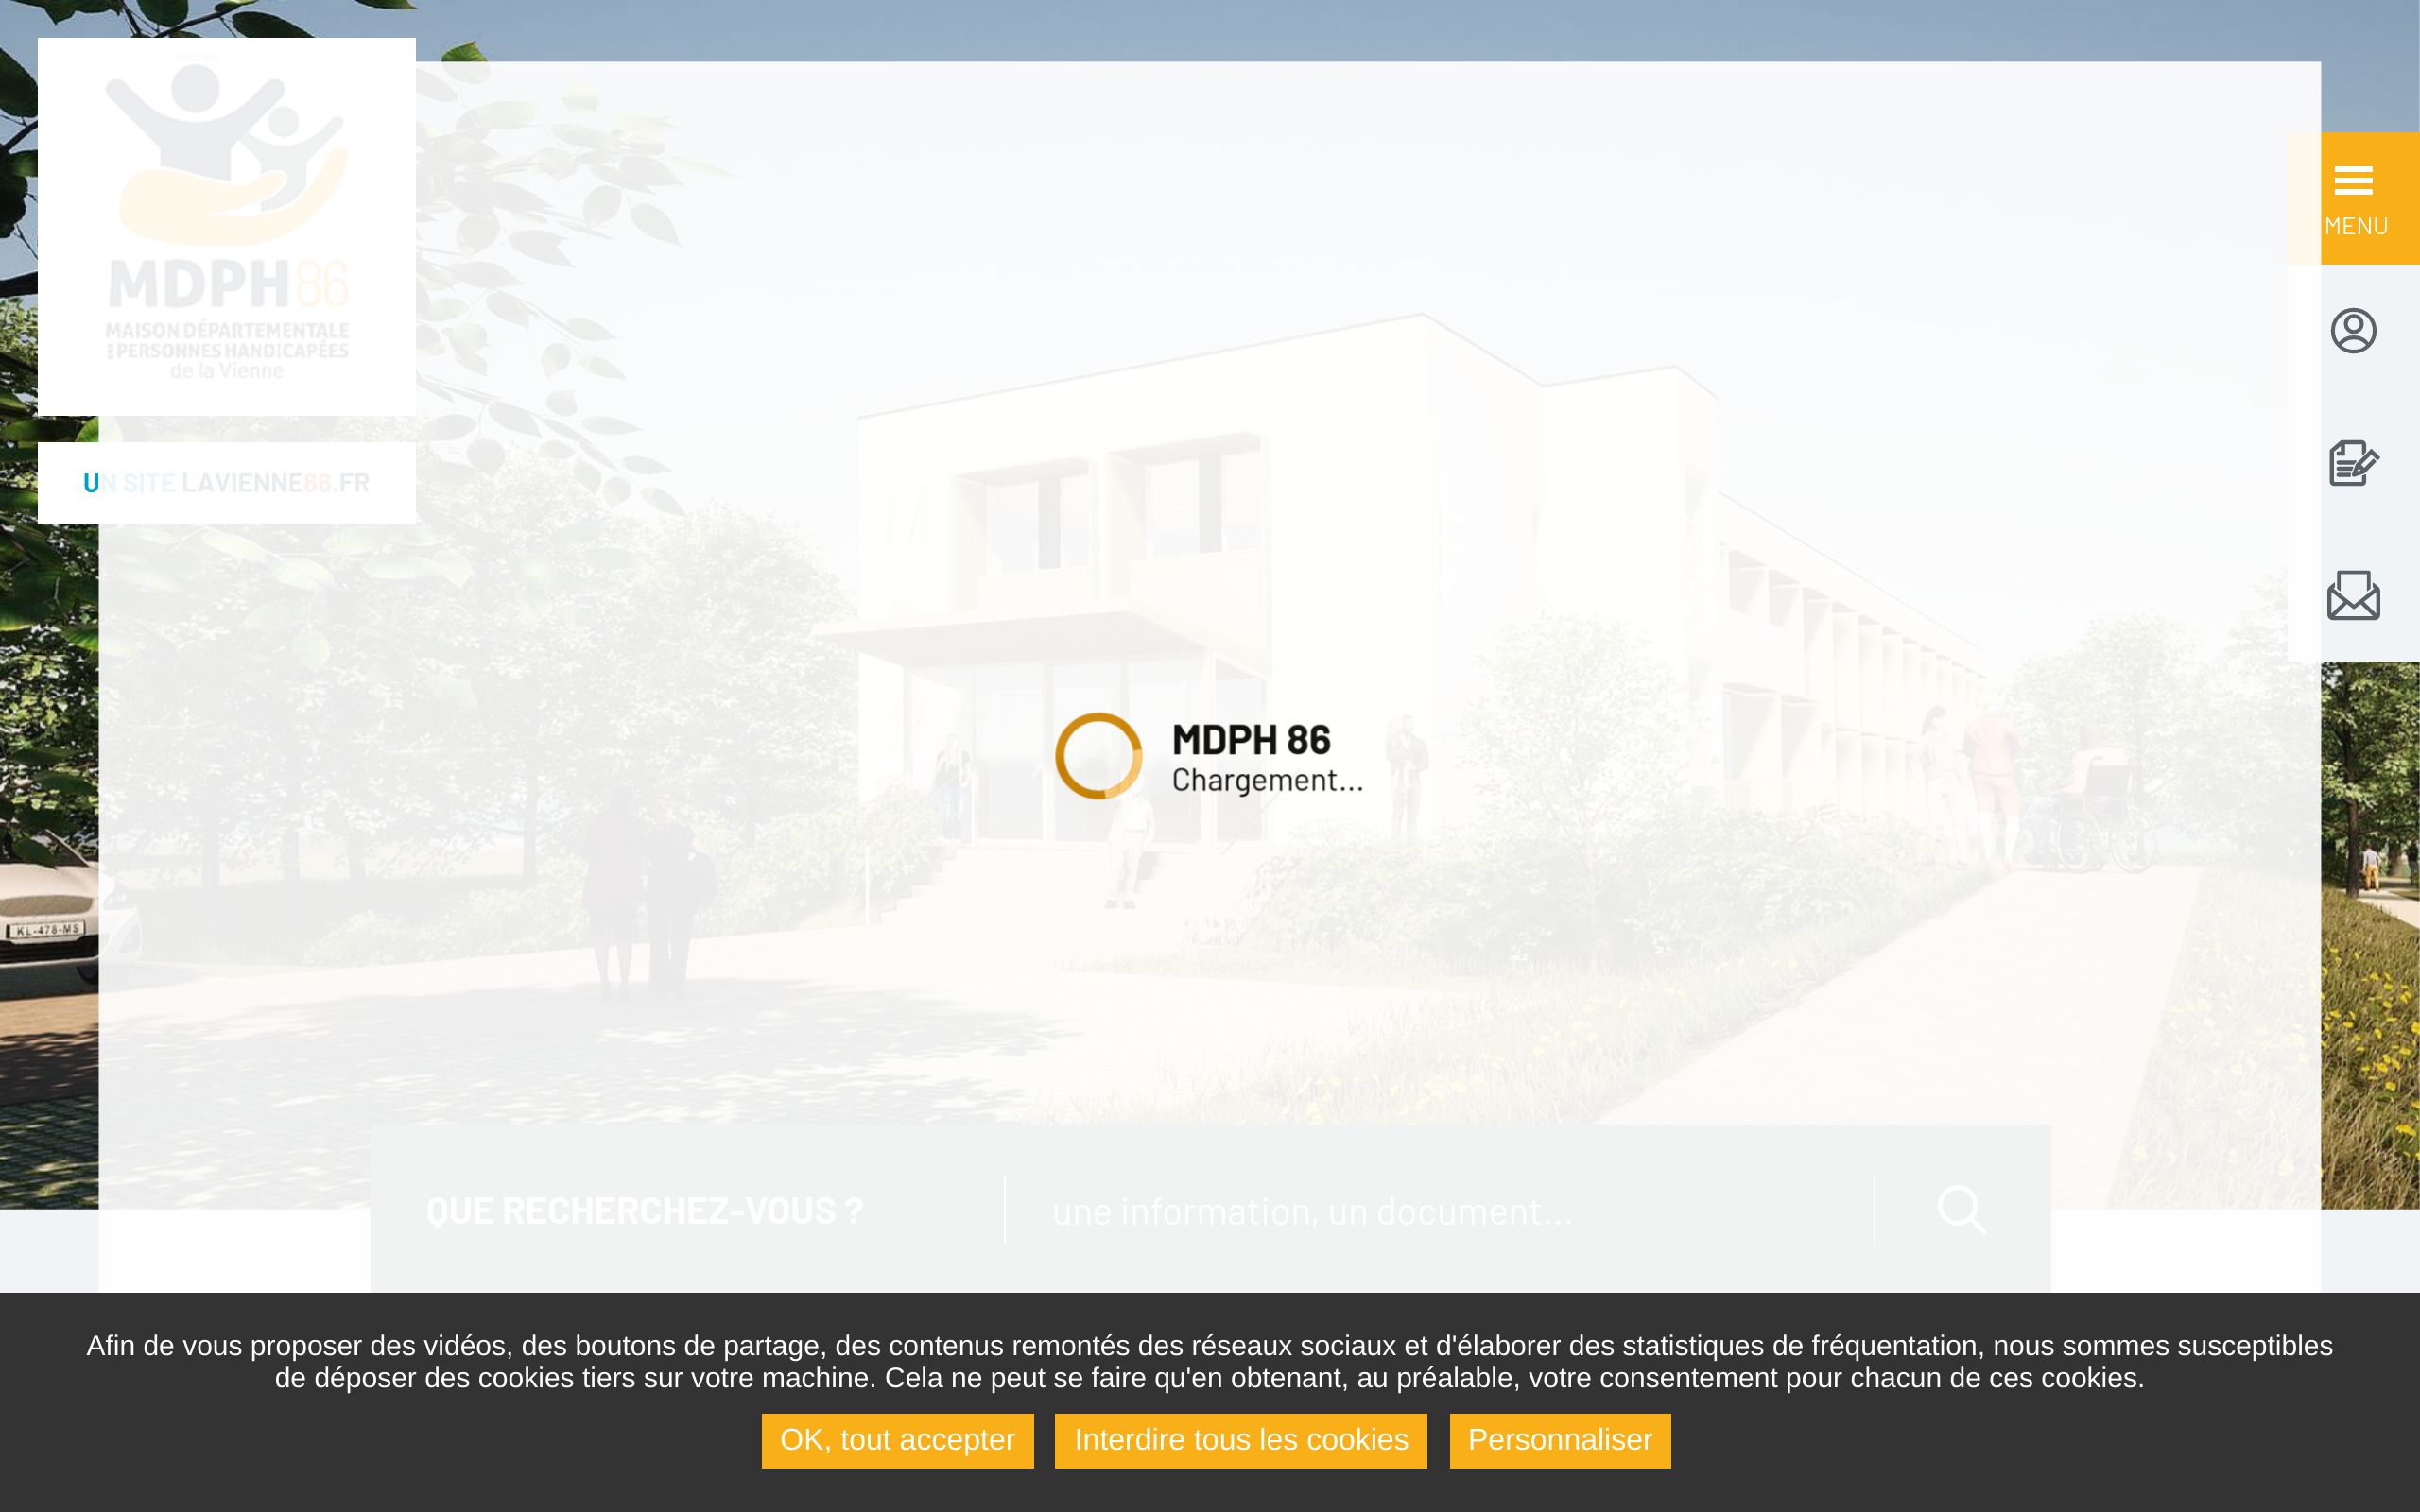 MDPH 86
MAISON DÉPARTEMENTALE
DES PERSONNES HANDICAPÉES
de la Vienne
UN SITE LAVIENNE86.FR
MENU
KL-478-MS
MDPH 86
Chargement...
QUE RECHERCHEZ-VOUS ?
une information, un document...
Afin de vous proposer des vidéos, des boutons de partage, des contenus remontés des réseaux sociaux et d'élaborer des statistiques de fréquentation, nous sommes susceptibles
de déposer des cookies tiers sur votre machine. Cela ne peut se faire qu'en obtenant, au préalable, votre consentement pour chacun de ces cookies.
OK, tout accepter
Interdire tous les cookies
Personnaliser